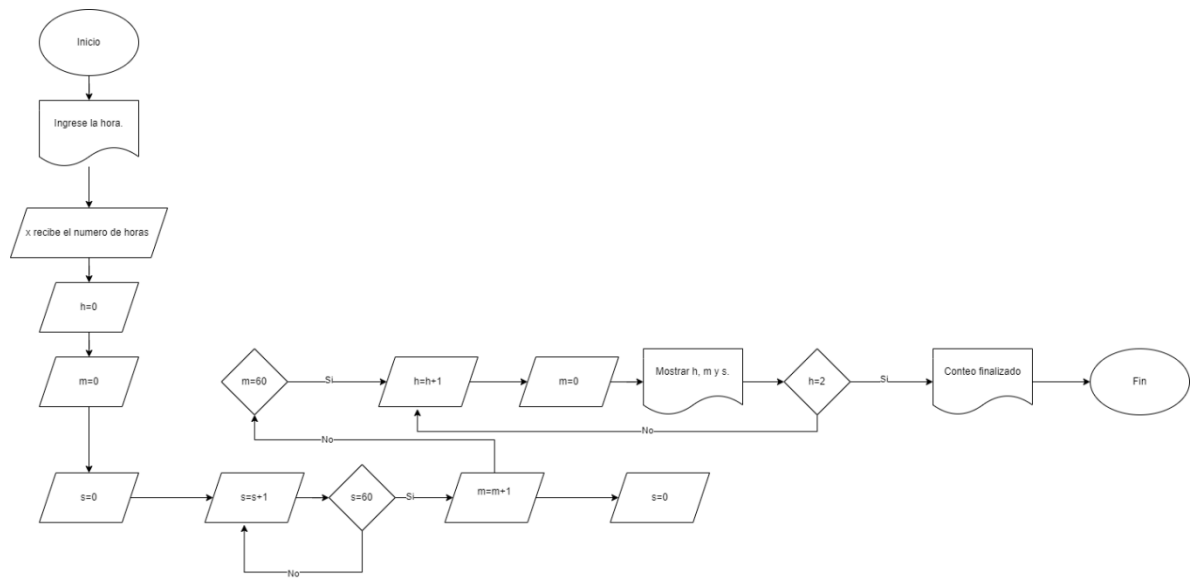 Inicio
Ingrese la hora.
x recibe el numero de horas
h=0
m=0
s=0
s=s+1
s=60
No
Si
m=m+1
s=0
No
m=60
Si
h=h+1
m=0
Mostrar h, m y s.
h=2
No
Si
Conteo finalizado
Fin